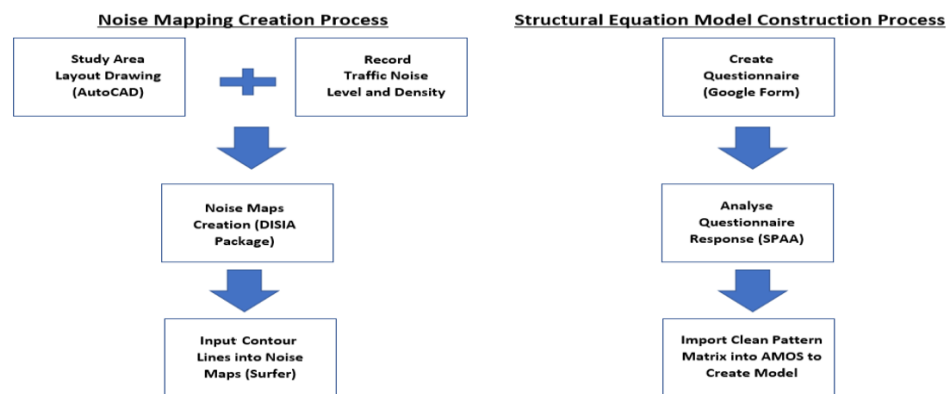 Noise Mapping Creation Process
Study Area
Layout Drawing
(AutoCAD)
Record
Traffic Noise
Level and Density
Noise Maps
Creation (DISIA
Package)
Input Contour
Lines into Noise
Maps (Surfer)
Structural Equation Model Construction Process
Create
Questionnaire
(Google Form)
Analyse
Questionnaire
Response (SPAA)
Import Clean Pattern
Matrix into AMOS to
Create Model